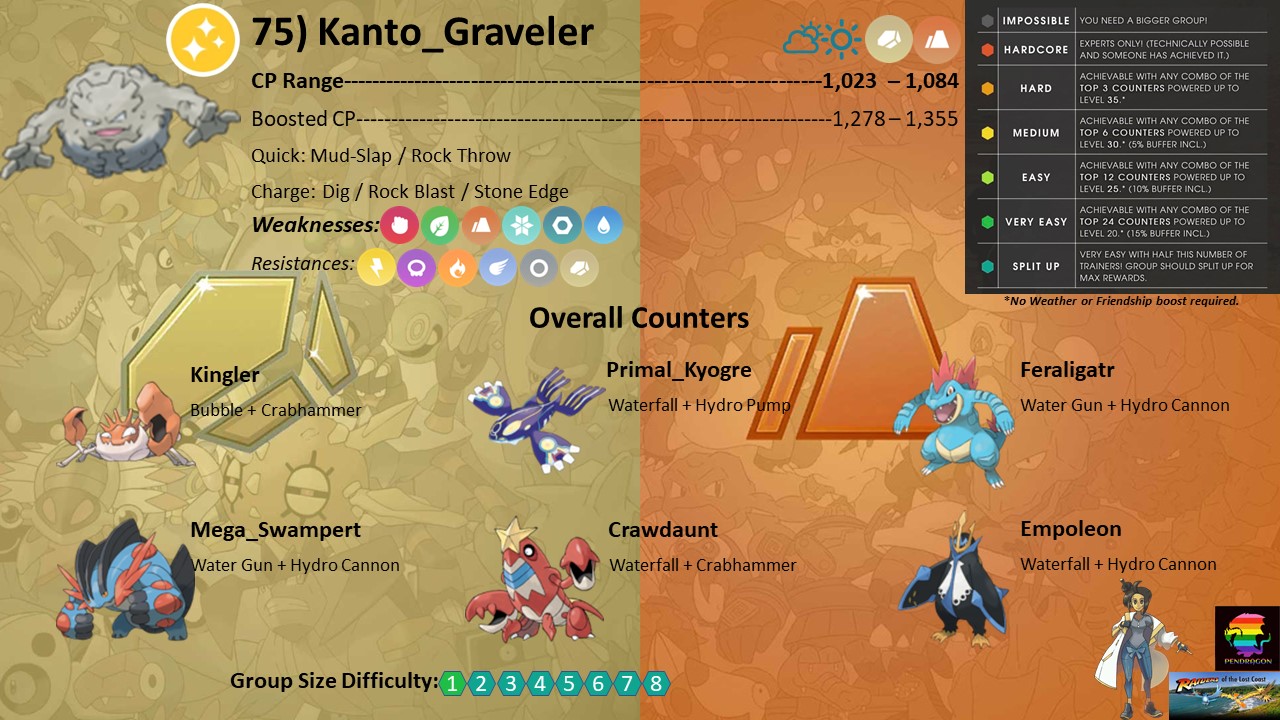 75) Kanto_Graveler
CP Range------------------------------------------------------------------------1,023 – 1,084
Boosted CP------------------------------------------------------------------------1,278 – 1,355
Quick: Mud-Slap / Rock Throw
Charge: Dig / Rock Blast / Stone Edge
Weaknesses:
Resistances:
IMPOSSIBLE YOU NEED A BIGGER GROUP!
HARDCORE EXPERTS ONLY! (TECHNICALLY POSSIBLE
AND SOMEONE HAS ACHIEVED IT.)
HARD ACHIEVABLE WITH ANY COMBO OF THE
TOP 3 COUNTERS POWERED UP TO
LEVEL 35.*
MEDIUM ACHIEVABLE WITH ANY COMBO OF THE
TOP 6 COUNTERS POWERED UP TO
LEVEL 30.* (5% BUFFER INCL.)
EASY ACHIEVABLE WITH ANY COMBO OF THE
TOP 12 COUNTERS POWERED UP TO
LEVEL 25.* (10% BUFFER INCL.)
VERY EASY ACHIEVABLE WITH ANY COMBO OF THE
TOP 24 COUNTERS POWERED UP TO
LEVEL 20.* (15% BUFFER INCL.)
SPLIT UP VERY EASY WITH HALF THIS NUMBER OF
TRAINERS! GROUP SHOULD SPLIT UP FOR
MAX REWARDS.
*No Weather or Friendship boost required.
Overall Counters
Kingler
Bubble + Crabhammer
Primal_Kyogre
Waterfall + Hydro Pump
Feraligatr
Water Gun + Hydro Cannon
Mega_Swampert
Water Gun + Hydro Cannon
Crawdaunt
Waterfall + Crabhammer
Empoleon
Waterfall + Hydro Cannon
Group Size Difficulty: 1 2 3 4 5 6 7 8
PENDRAGON
RAIDERS of the Lost Coast